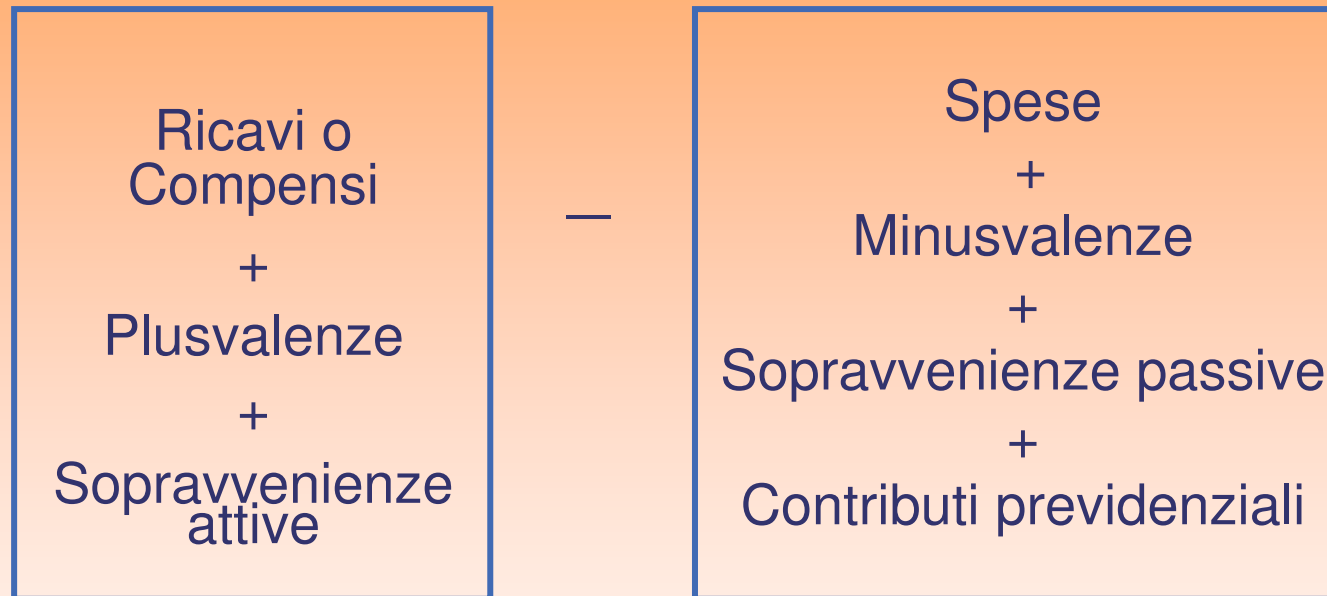 Ricavi o
Compensi
+
Plusvalenze
+
Sopravvenienze
attive
—
Spese
+
Minusvalenze
+
Sopravvenienze passive
+
Contributi previdenziali